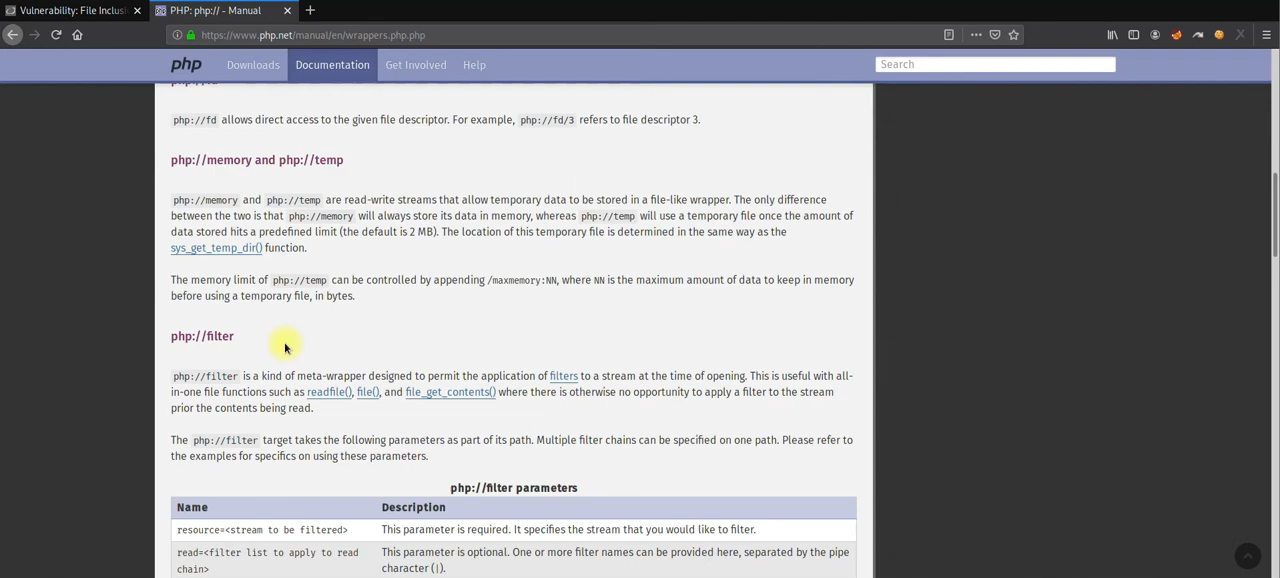 Vulnerability: File Inclusi
PHP: php:// - Manual
https://www.php.net/manual/en/wrappers.php.php
php
Downloads
Documentation
Get Involved
Help
Search
php://fd allows direct access to the given file descriptor. For example, php://fd/3 refers to file descriptor 3.
php://memory and php://temp
php://memory and php://temp are read-write streams that allow temporary data to be stored in a file-like wrapper. The only difference
between the two is that php://memory will always store its data in memory, whereas php://temp will use a temporary file once the amount of
data stored hits a predefined limit (the default is 2 MB). The location of this temporary file is determined in the same way as the
sys_get_temp_dir() function.
The memory limit of php://temp can be controlled by appending /maxmemory:NN, where NN is the maximum amount of data to keep in memory
before using a temporary file, in bytes.
php://filter
php://filter is a kind of meta-wrapper designed to permit the application of filters to a stream at the time of opening. This is useful with all-
in-one file functions such as readfile(), file(), and file_get_contents() where there is otherwise no opportunity to apply a filter to the stream
prior the contents being read.
The php://filter target takes the following parameters as part of its path. Multiple filter chains can be specified on one path. Please refer to
the examples for specifics on using these parameters.
php://filter parameters
Name
Description
resource=<stream to be filtered>
This parameter is required. It specifies the stream that you would like to filter.
read=<filter list to apply to read
chain>
This parameter is optional. One or more filter names can be provided here, separated by the pipe
character (|).